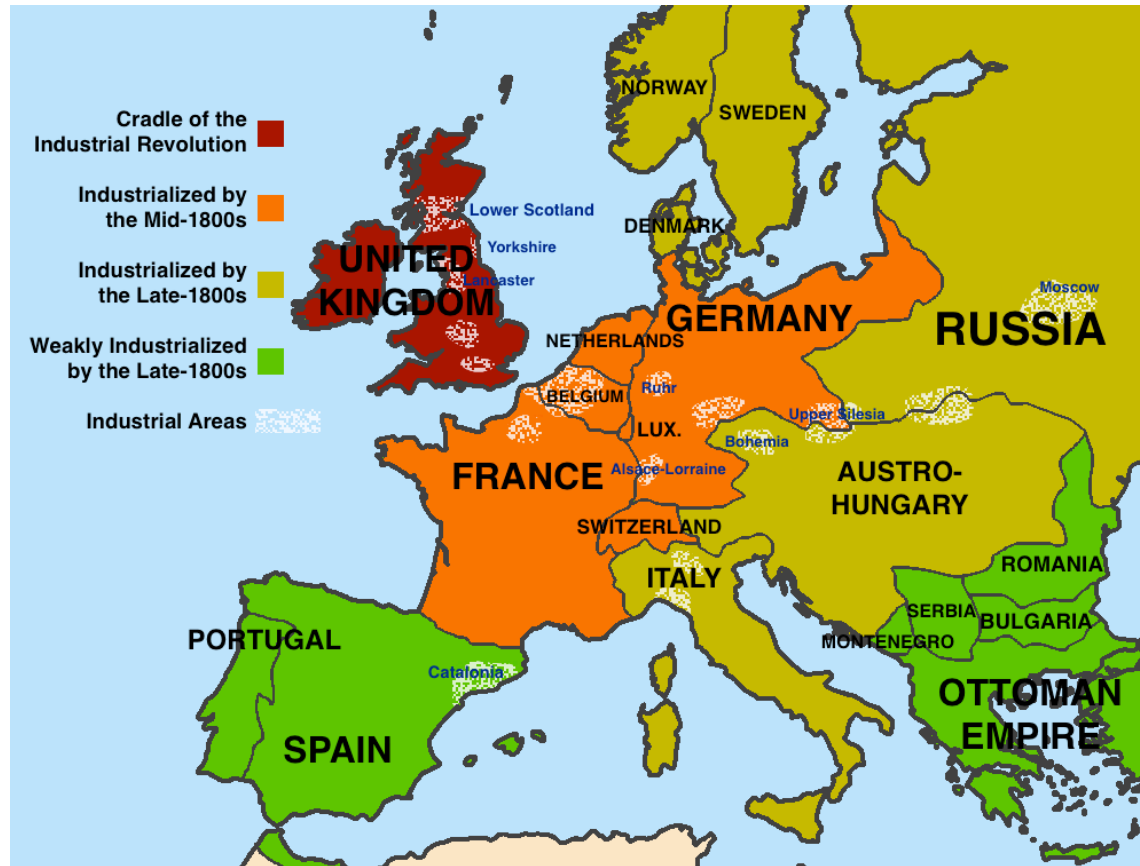 Cradle of the
Industrial Revolution
Industrialized by
the Mid-1800s
Industrialized by
the Late-1800s
Weakly Industrialized
by the Late-1800s
Industrial Areas
NORWAY
SWEDEN
DENMARK
Lower Scotland
Yorkshire
UNITED
Lancaster
KINGDOM
Moscow
RUSSIA
GERMANY
NETHERLANDS
Ruhr
BELGIUM
Upper Silesia
LUX.
Bohemia
FRANCE
Alsace-Lorraine
AUSTRO-
HUNGARY
SWITZERLAND
ITALY
ROMANIA
SERBIA
BULGARIA
MONTENEGRO
PORTUGAL
Catalonia
SPAIN
OTTOMAN
EMPIRE